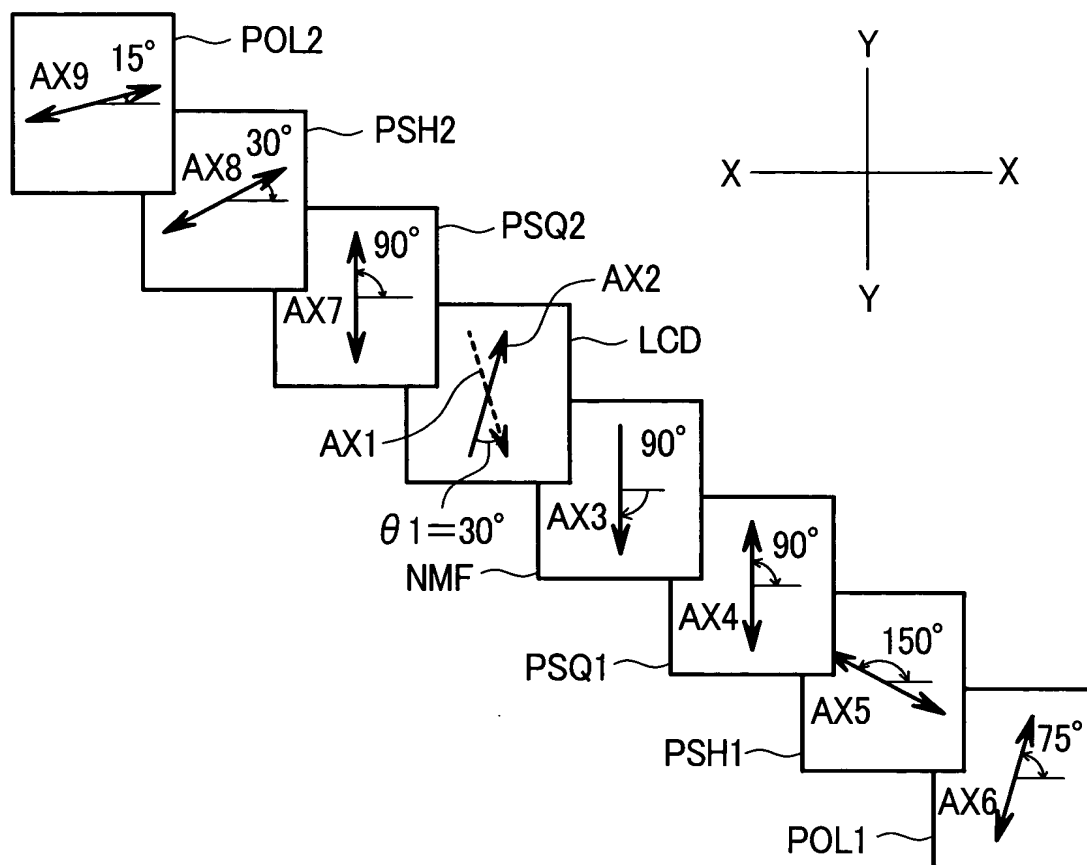 15°
POL2
AX9
Y
PSH2
30°
AX8
X X
PSQ2
90°
AX2
AX7
Y
LCD
AX1
90°
AX3
θ1=30°
NMF
90°
AX4
PSQ1
150°
AX5
PSH1
75°
AX6
POL1